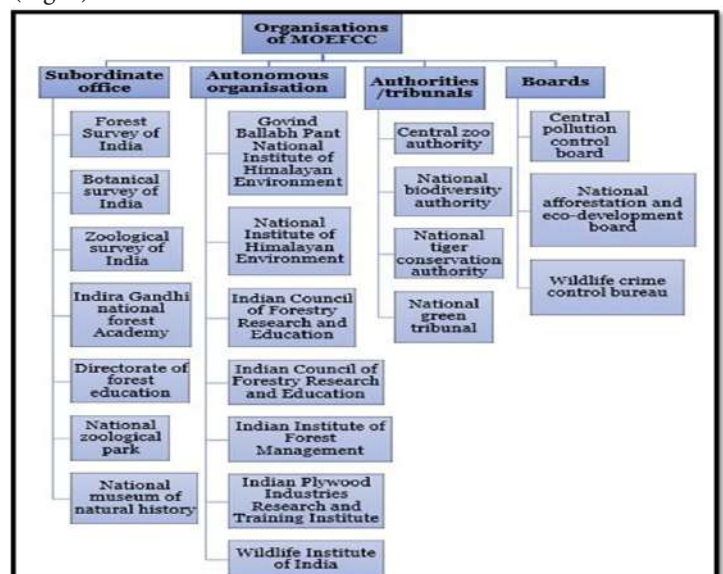 Organisations
of MOEFCC
Subordinate
office
Forest
Survey of
India
Botanical
survey of
India
Zoological
survey of
India
Indira Gandhi
national
forest
Academy
Directorate of
forest
education
National
zoological
park
National
museum of
natural history
Autonomous
organisation
Govind
Ballabh Pant
National
Institute of
Himalayan
Environment
National
Institute of
Himalayan
Environment
Indian Council
of Forestry
Research and
Education
Indian Council of
Forestry Research
and Education
Indian Institute of
Forest
Management
Indian Plywood
Industries
Research and
Training Institute
Wildlife Institute
of India
Authorities
/tribunals
Central zoo
authority
National
biodiversity
authority
National
tiger
conservation
authority
National
green
tribunal
Boards
Central
pollution
control
board
National
afforestation and
eco-development
board
Wildlife crime
control bureau